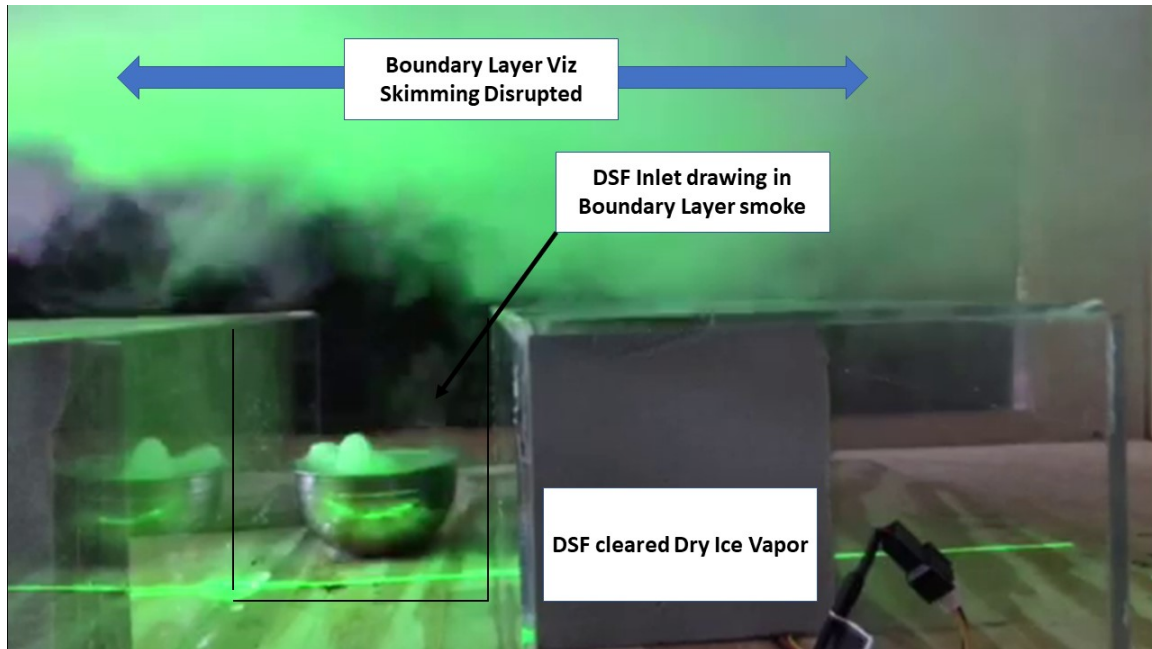 Boundary Layer Viz
Skimming Disrupted
DSF Inlet drawing in
Boundary Layer smoke
DSF cleared Dry Ice Vapor